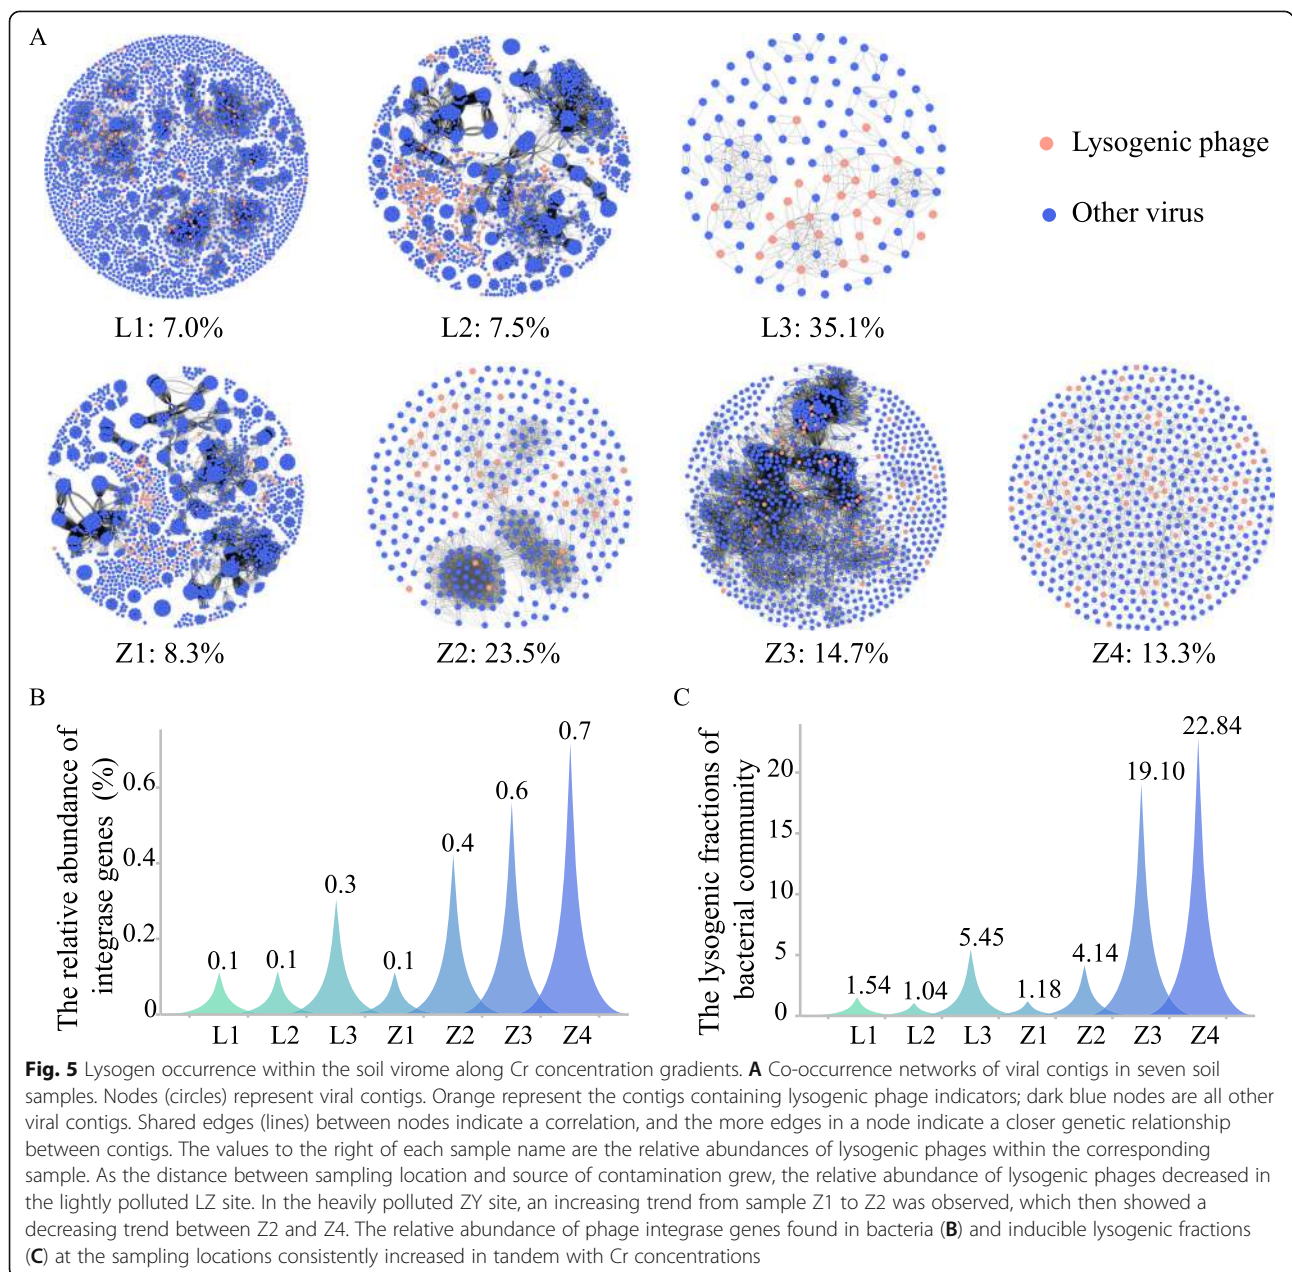 A
Lysogenic phage
Other virus
L1: 7.0%
L2: 7.5%
L3: 35.1%
Z1: 8.3%
Z2: 23.5%
Z3: 14.7%
Z4: 13.3%
B
The relative abundance of
integrase genes (%)
0.6
0.4
0.2
0
0.1
0.1
0.3
0.1
0.4
0.6
0.7
L1 L2 L3 Z1 Z2 Z3 Z4
C
The lysogenic fractions of
bacterial community
20
15
10
5
0
1.54
1.04
5.45
1.18
4.14
19.10
22.84
L1 L2 L3 Z1 Z2 Z3 Z4
Fig. 5 Lysogen occurrence within the soil virome along Cr concentration gradients. A Co-occurrence networks of viral contigs in seven soil
samples. Nodes (circles) represent viral contigs. Orange represent the contigs containing lysogenic phage indicators; dark blue nodes are all other
viral contigs. Shared edges (lines) between nodes indicate a correlation, and the more edges in a node indicate a closer genetic relationship
between contigs. The values to the right of each sample name are the relative abundances of lysogenic phages within the corresponding
sample. As the distance between sampling location and source of contamination grew, the relative abundance of lysogenic phages decreased in
the lightly polluted LZ site. In the heavily polluted ZY site, an increasing trend from sample Z1 to Z2 was observed, which then showed a
decreasing trend between Z2 and Z4. The relative abundance of phage integrase genes found in bacteria (B) and inducible lysogenic fractions
(C) at the sampling locations consistently increased in tandem with Cr concentrations